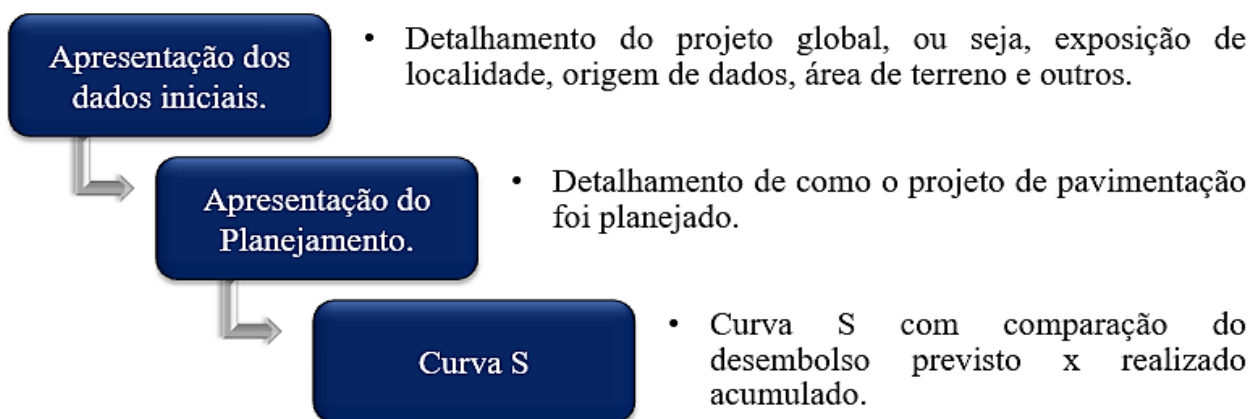 Apresentação dos
dados iniciais.
• Detalhamento do projeto global, ou seja, exposição de
localidade, origem de dados, área de terreno e outros.
Apresentação do
Planejamento.
• Detalhamento de como o projeto de pavimentação
foi planejado.
Curva S
• Curva S com comparação do
desembolso previsto x realizado
acumulado.